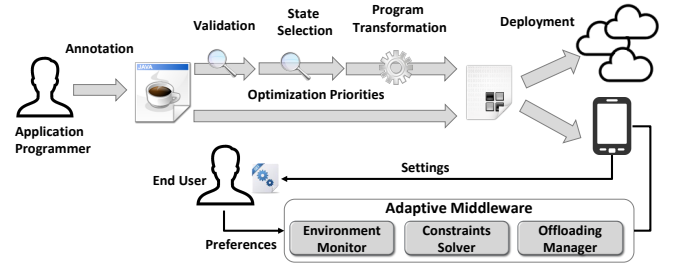 Validation
State
Selection
Program
Transformation
Deployment
Annotation
JAVA
Optimization Priorities
Application
Programmer
Settings
End User
Adaptive Middleware
Preferences
Environment
Monitor
Constraints
Solver
Offloading
Manager